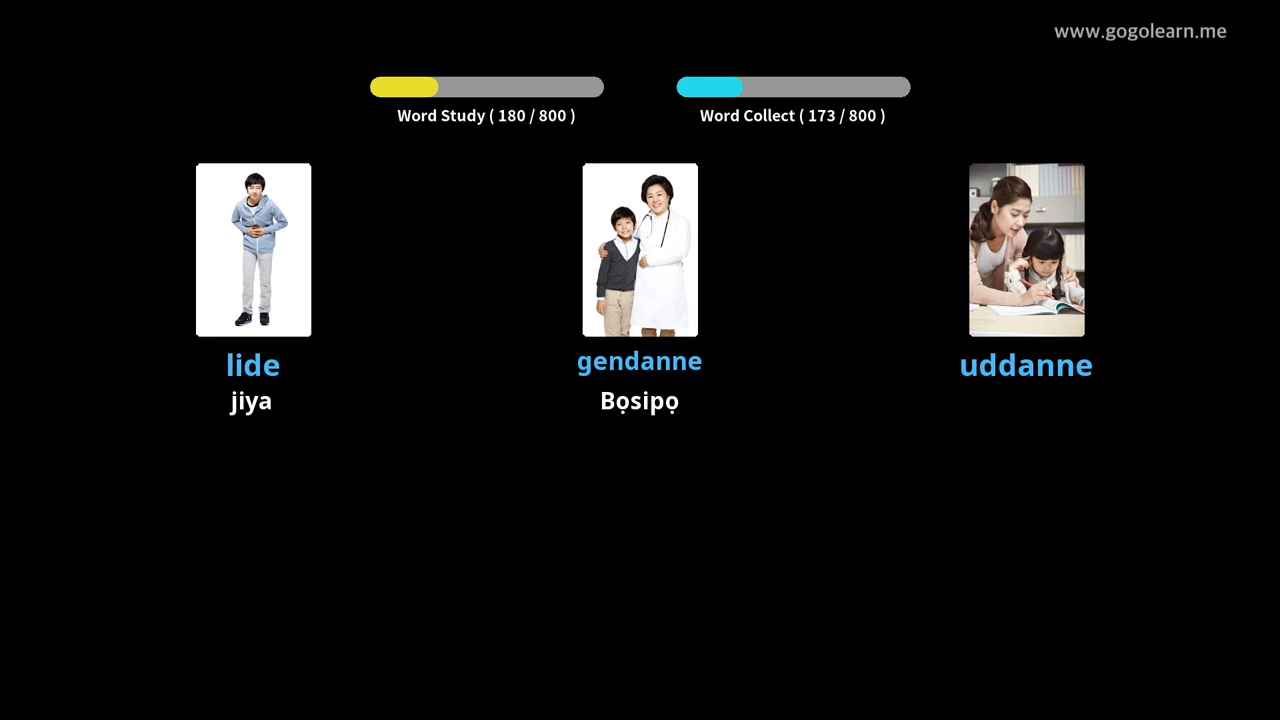 www.gogolearn.me
Word Study ( 180 / 800 )
Word Collect ( 173 / 800 )
lide
jiya
gendanne
Bọsipọ
uddanne